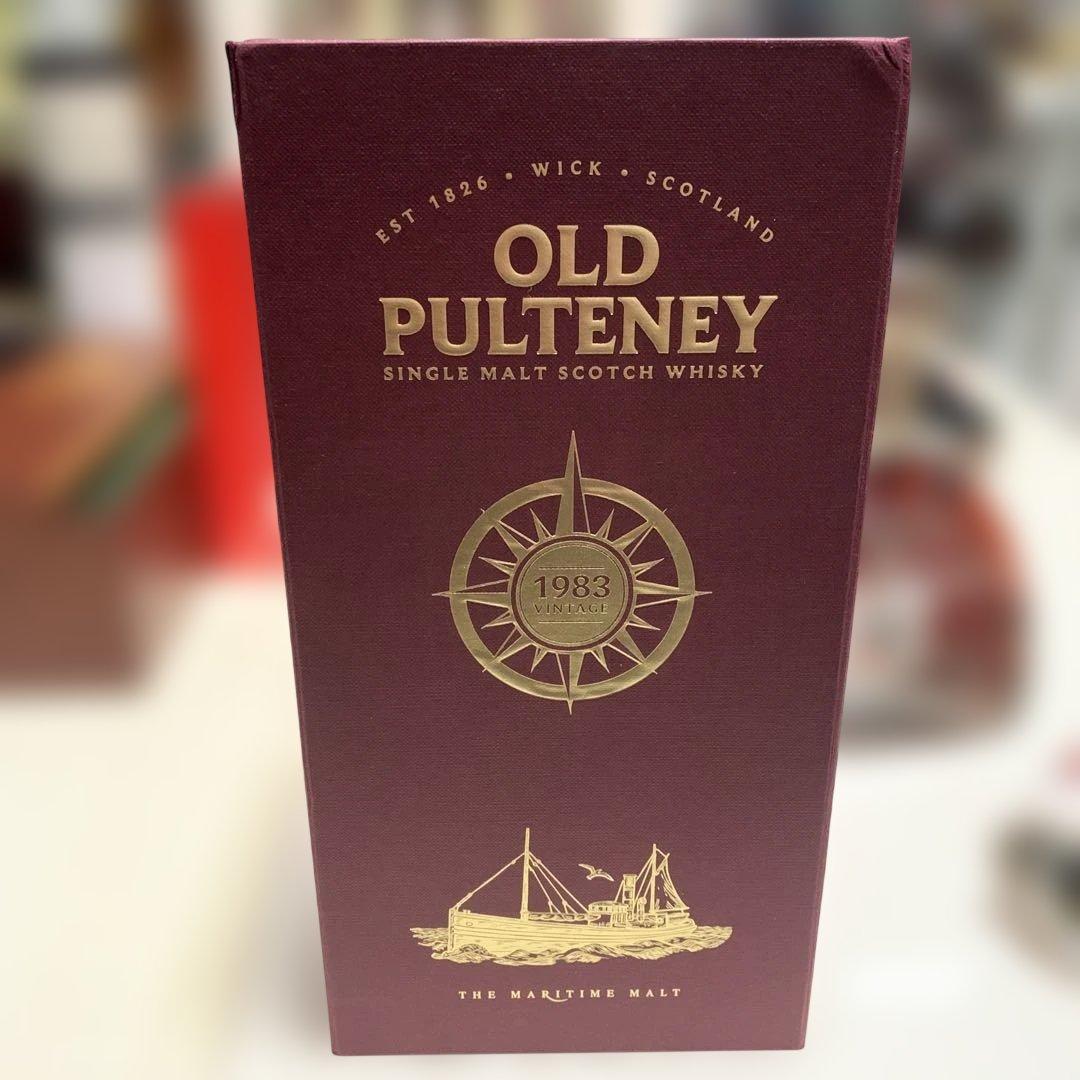 EST 1826 • WICK • SCOTLAND
OLD
PULTENEY
SINGLE MALT SCOTCH WHISKY
1983
VINTAGE
THE MARITIME MALT